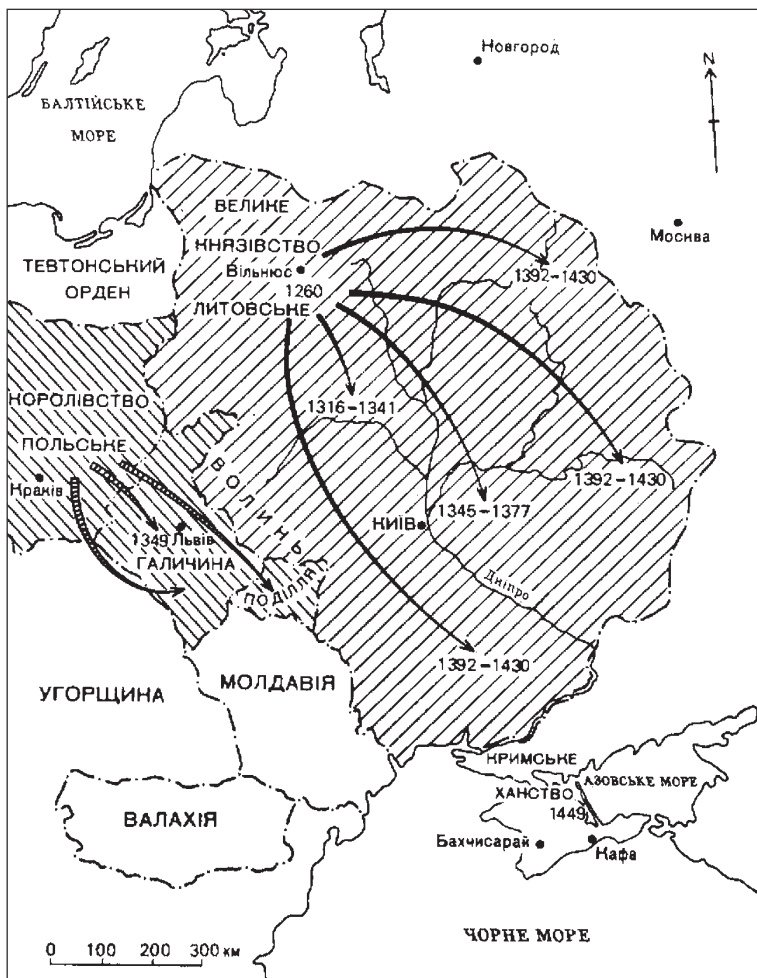 Новгород
N
БАЛТІЙСЬКЕ
МОРЕ
ВЕЛИКЕ
КНЯЗІВСТВО
Москва
Вільнюс
ТЕВТОНСЬКИЙ
ОРДЕН
1260
ЛИТОВСЬКЕ
1392–1430
КОРОЛІВСТВО
ПОЛЬСЬКЕ
1316–1341
ВОЛИНЬ
Краків
1392–1430
1345–1377
КИЇВ
1349 Львів
ГАЛИЧИНА
ПОДІЛЛЯ
Дніпро
1392–1430
МОЛДАВІЯ
УГОРЩИНА
КРИМСЬКЕ
АЗОВСЬКЕ МОРЕ
ХАНСТВО
1449
ВАЛАХІЯ
Бахчисарай
Кафа
ЧОРНЕ МОРЕ
0 100 200 300 км